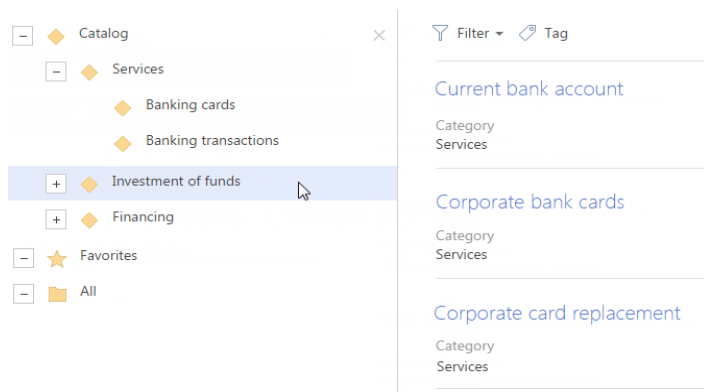 Catalog
Services
Banking cards
Banking transactions
Investment of funds
Financing
Favorites
All
Filter Tag
Current bank account
Category
Services
Corporate bank cards
Category
Services
Corporate card replacement
Category
Services